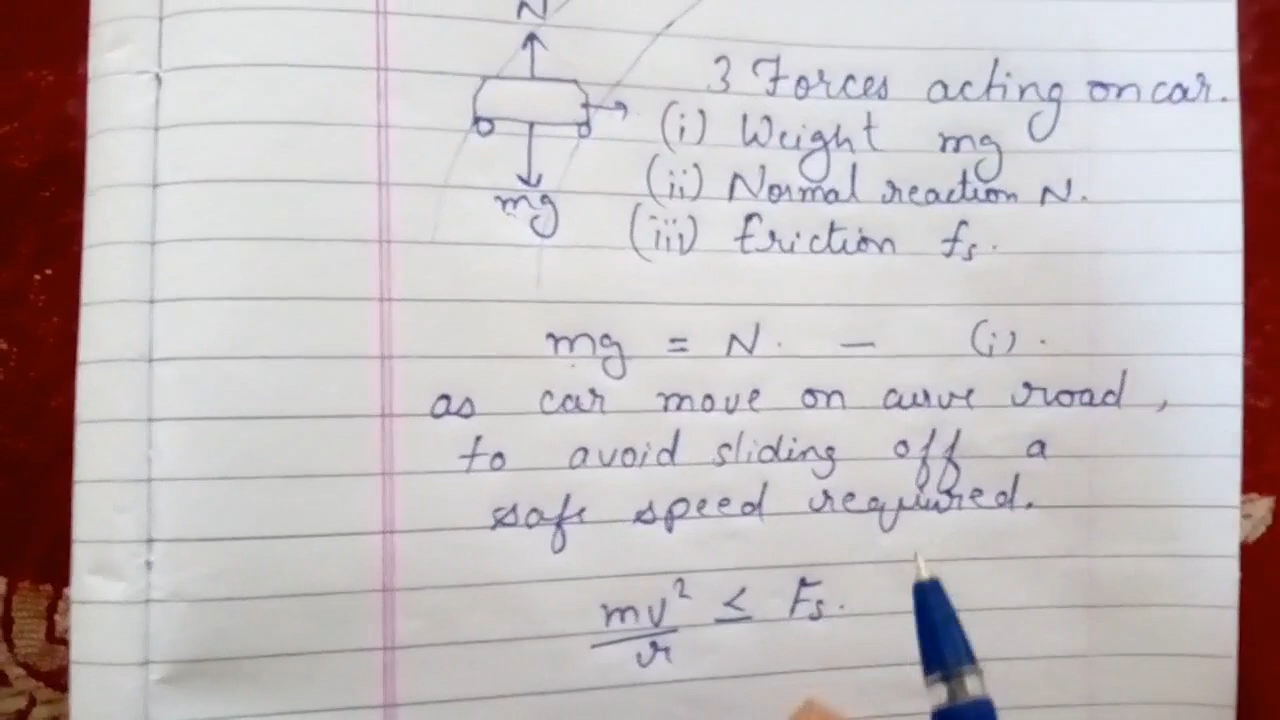 N
3 Forces acting on car.
(i) Weight mg
(ii) Normal reaction N.
mg
(iii) friction fs.
mg = N. — (i).
as car move on curve road,
to avoid sliding off a
safe speed required.
mv² ≤ Fs.
r